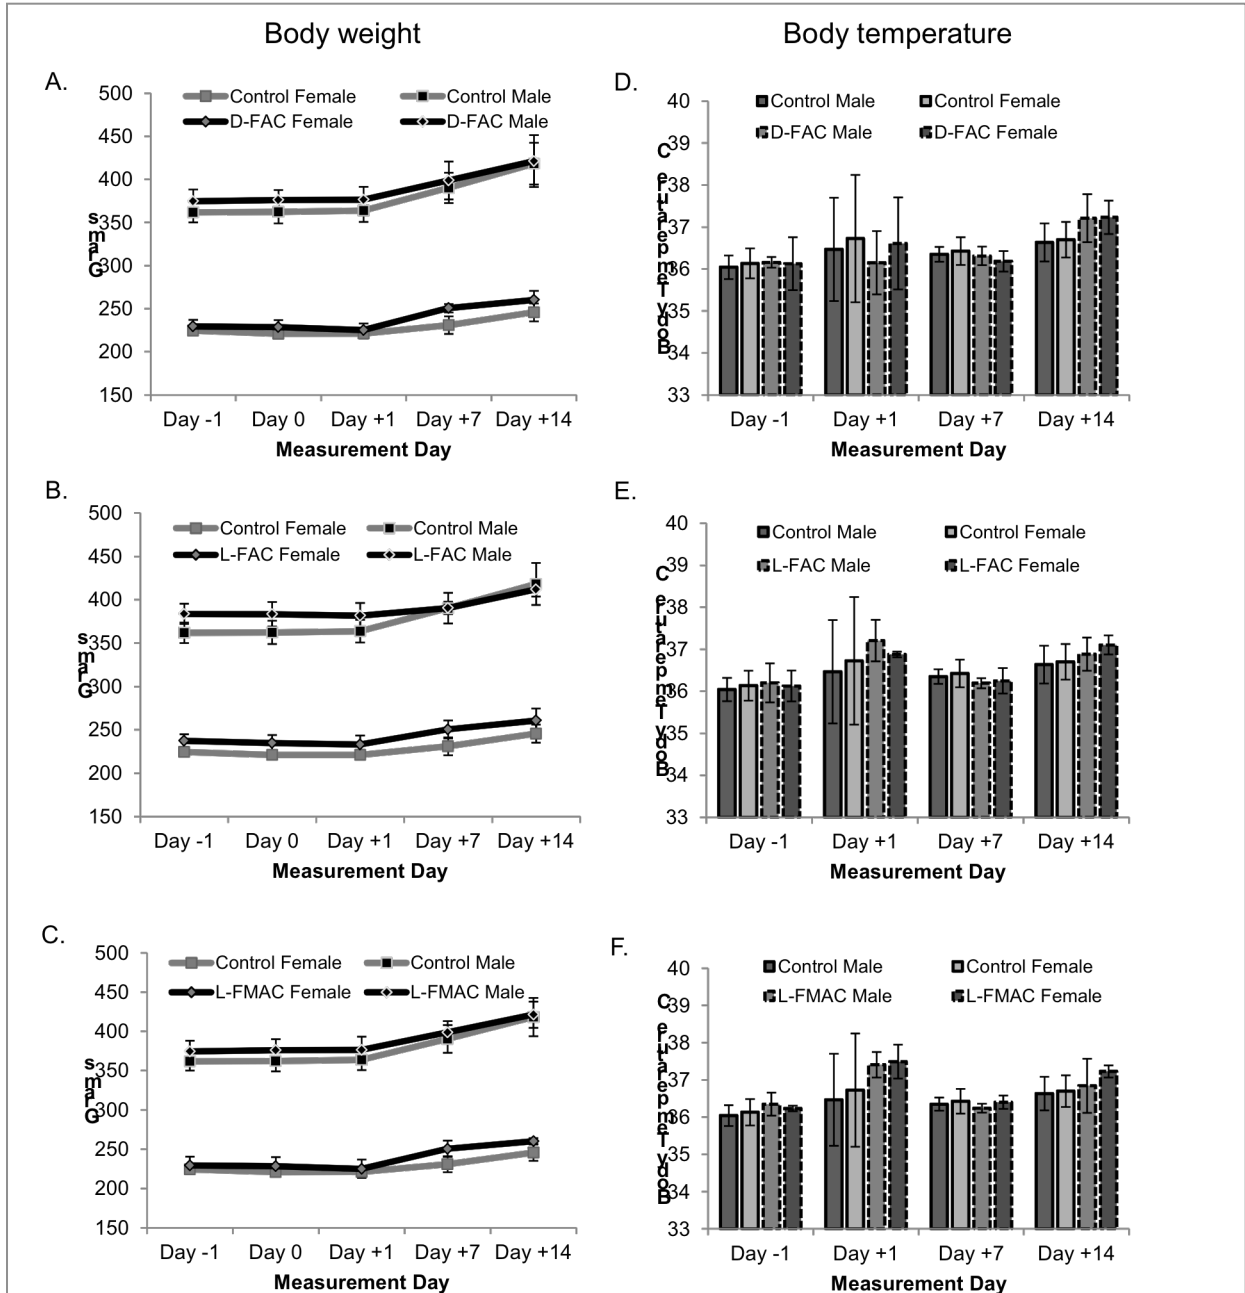 Body weight
Body temperature
A.
500
450
400
350
300
250
200
150
Grams
Control Female
Control Male
D-FAC Female
D-FAC Male
Day -1
Day 0
Day +1
Day +7
Day +14
Measurement Day
D.
40
39
38
37
36
35
34
33
Body Temperature C
Control Male
Control Female
D-FAC Male
D-FAC Female
Day -1
Day +1
Day +7
Day +14
Measurement Day
B.
500
450
400
350
300
250
200
150
Grams
Control Female
Control Male
L-FAC Female
L-FAC Male
Day -1
Day 0
Day +1
Day +7
Day +14
Measurement Day
E.
40
39
38
37
36
35
34
33
Body Temperature C
Control Male
Control Female
L-FAC Male
L-FAC Female
Day -1
Day +1
Day +7
Day +14
Measurement Day
C.
500
450
400
350
300
250
200
150
Grams
Control Female
Control Male
L-FMAC Female
L-FMAC Male
Day -1
Day 0
Day +1
Day +7
Day +14
Measurement Day
F.
40
39
38
37
36
35
34
33
Body Temperature C
Control Male
Control Female
L-FMAC Male
L-FMAC Female
Day -1
Day +1
Day +7
Day +14
Measurement Day